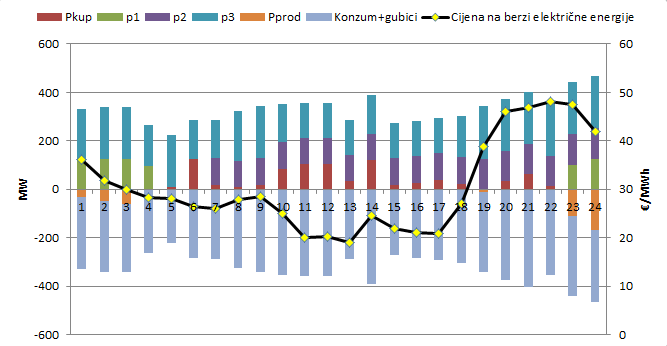 Pkup p1 p2 p3 Pprod Konzum+gubici Cijena na berzi električne energije
600 60
400 50
200 40
0 30
-200 20
-400 10
-600 0
1 2 3 4 5 6 7 8 9 10 11 12 13 14 15 16 17 18 19 20 21 22 23 24
MW
€/MWh